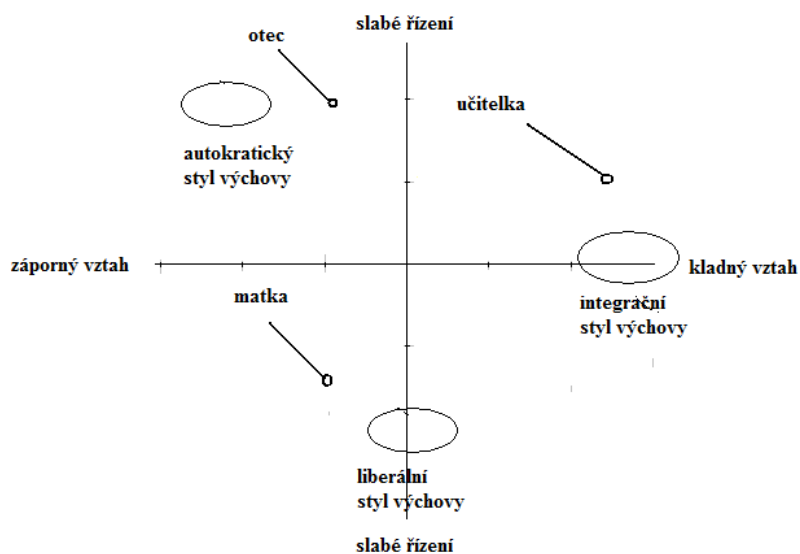 slabé řízení
otec
učitelka
autokratický
styl výchovy
záporný vztah
kladný vztah
matka
integrační
styl výchovy
liberální
styl výchovy
slabé řízení